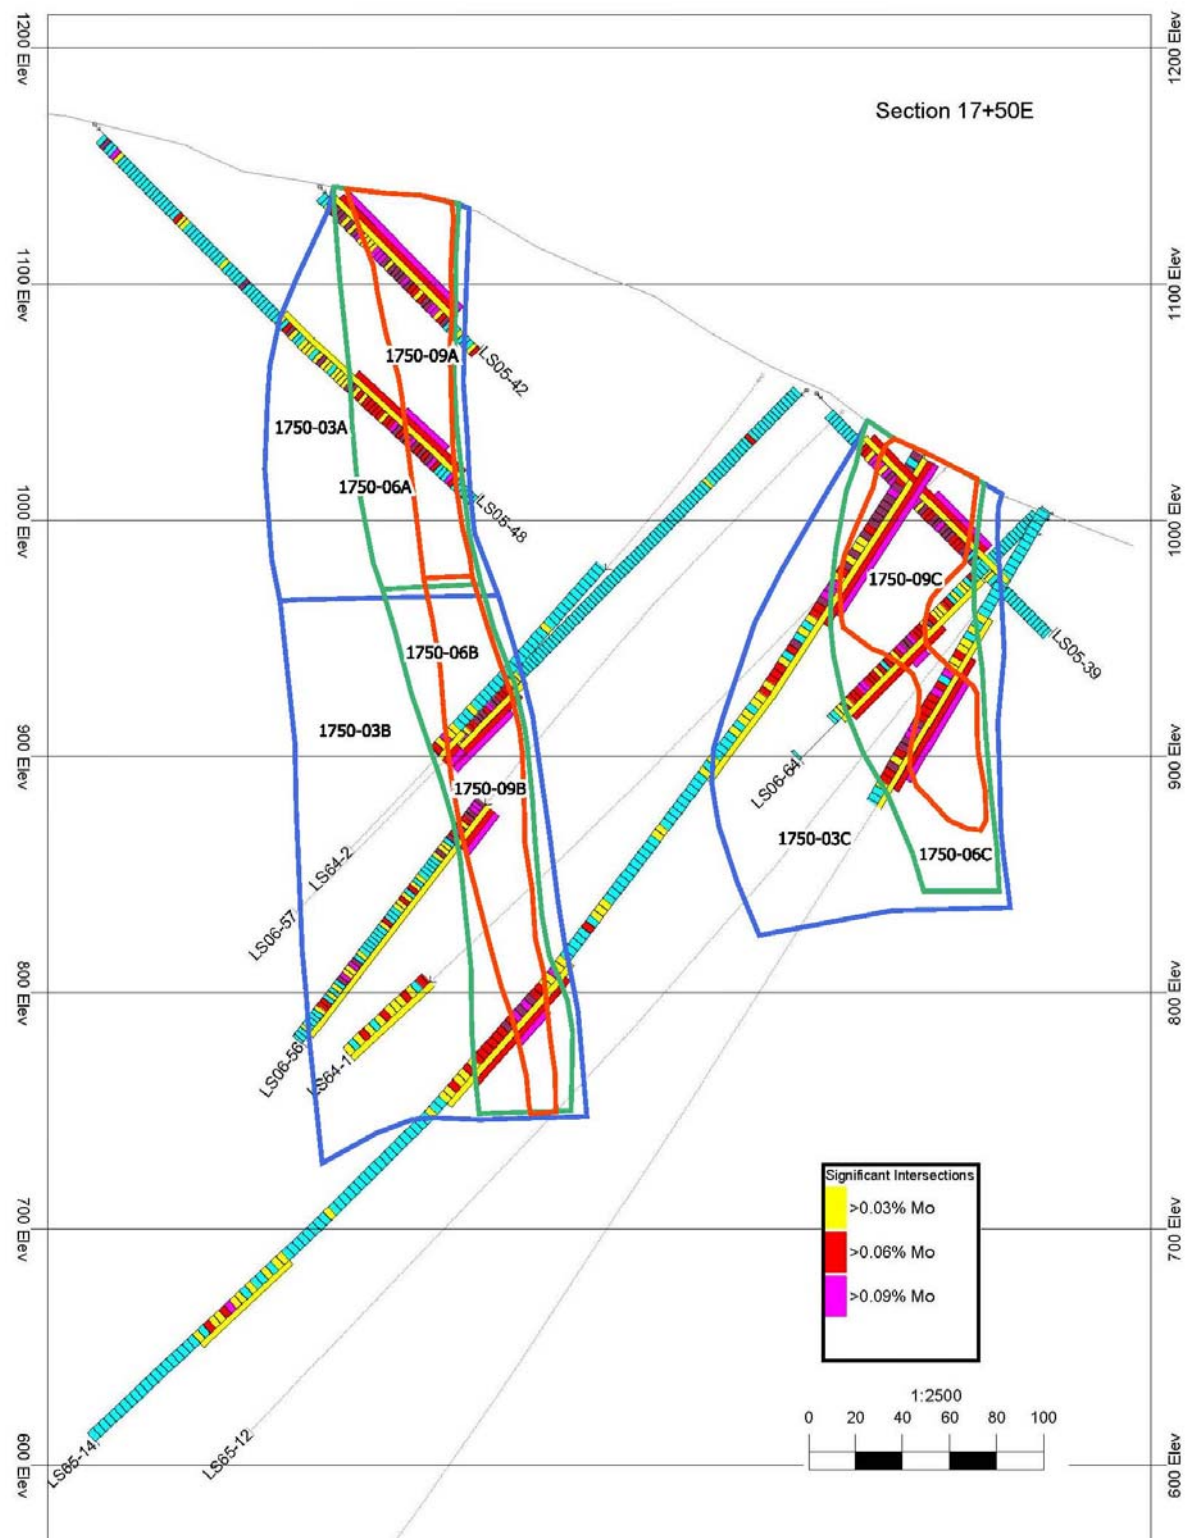 1200 Elev
1200 Elev
Section 17+50E
1100 Elev
1100 Elev
1750-09A
LS05-42
1750-03A
1750-06A
1000 Elev
1000 Elev
LS05-48
1750-09C
LS05-39
1750-06B
1750-03B
900 Elev
900 Elev
LS06-64
1750-09B
1750-03C
1750-06C
LS64-2
LS06-57
800 Elev
800 Elev
LS06-56
LS64-1
Significant Intersections
>0.03% Mo
>0.06% Mo
>0.09% Mo
700 Elev
700 Elev
1:2500
0 20 40 60 80 100
600 Elev
600 Elev
LS65-14
LS65-12